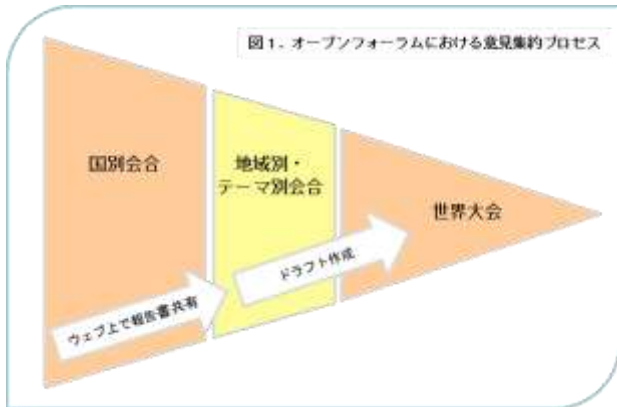 図1．オープンフォーラムにおける意見集約プロセス
国別会合
地域別・
テーマ別会合
世界大会
ウェブ上で報告書共有
ドラフト作成